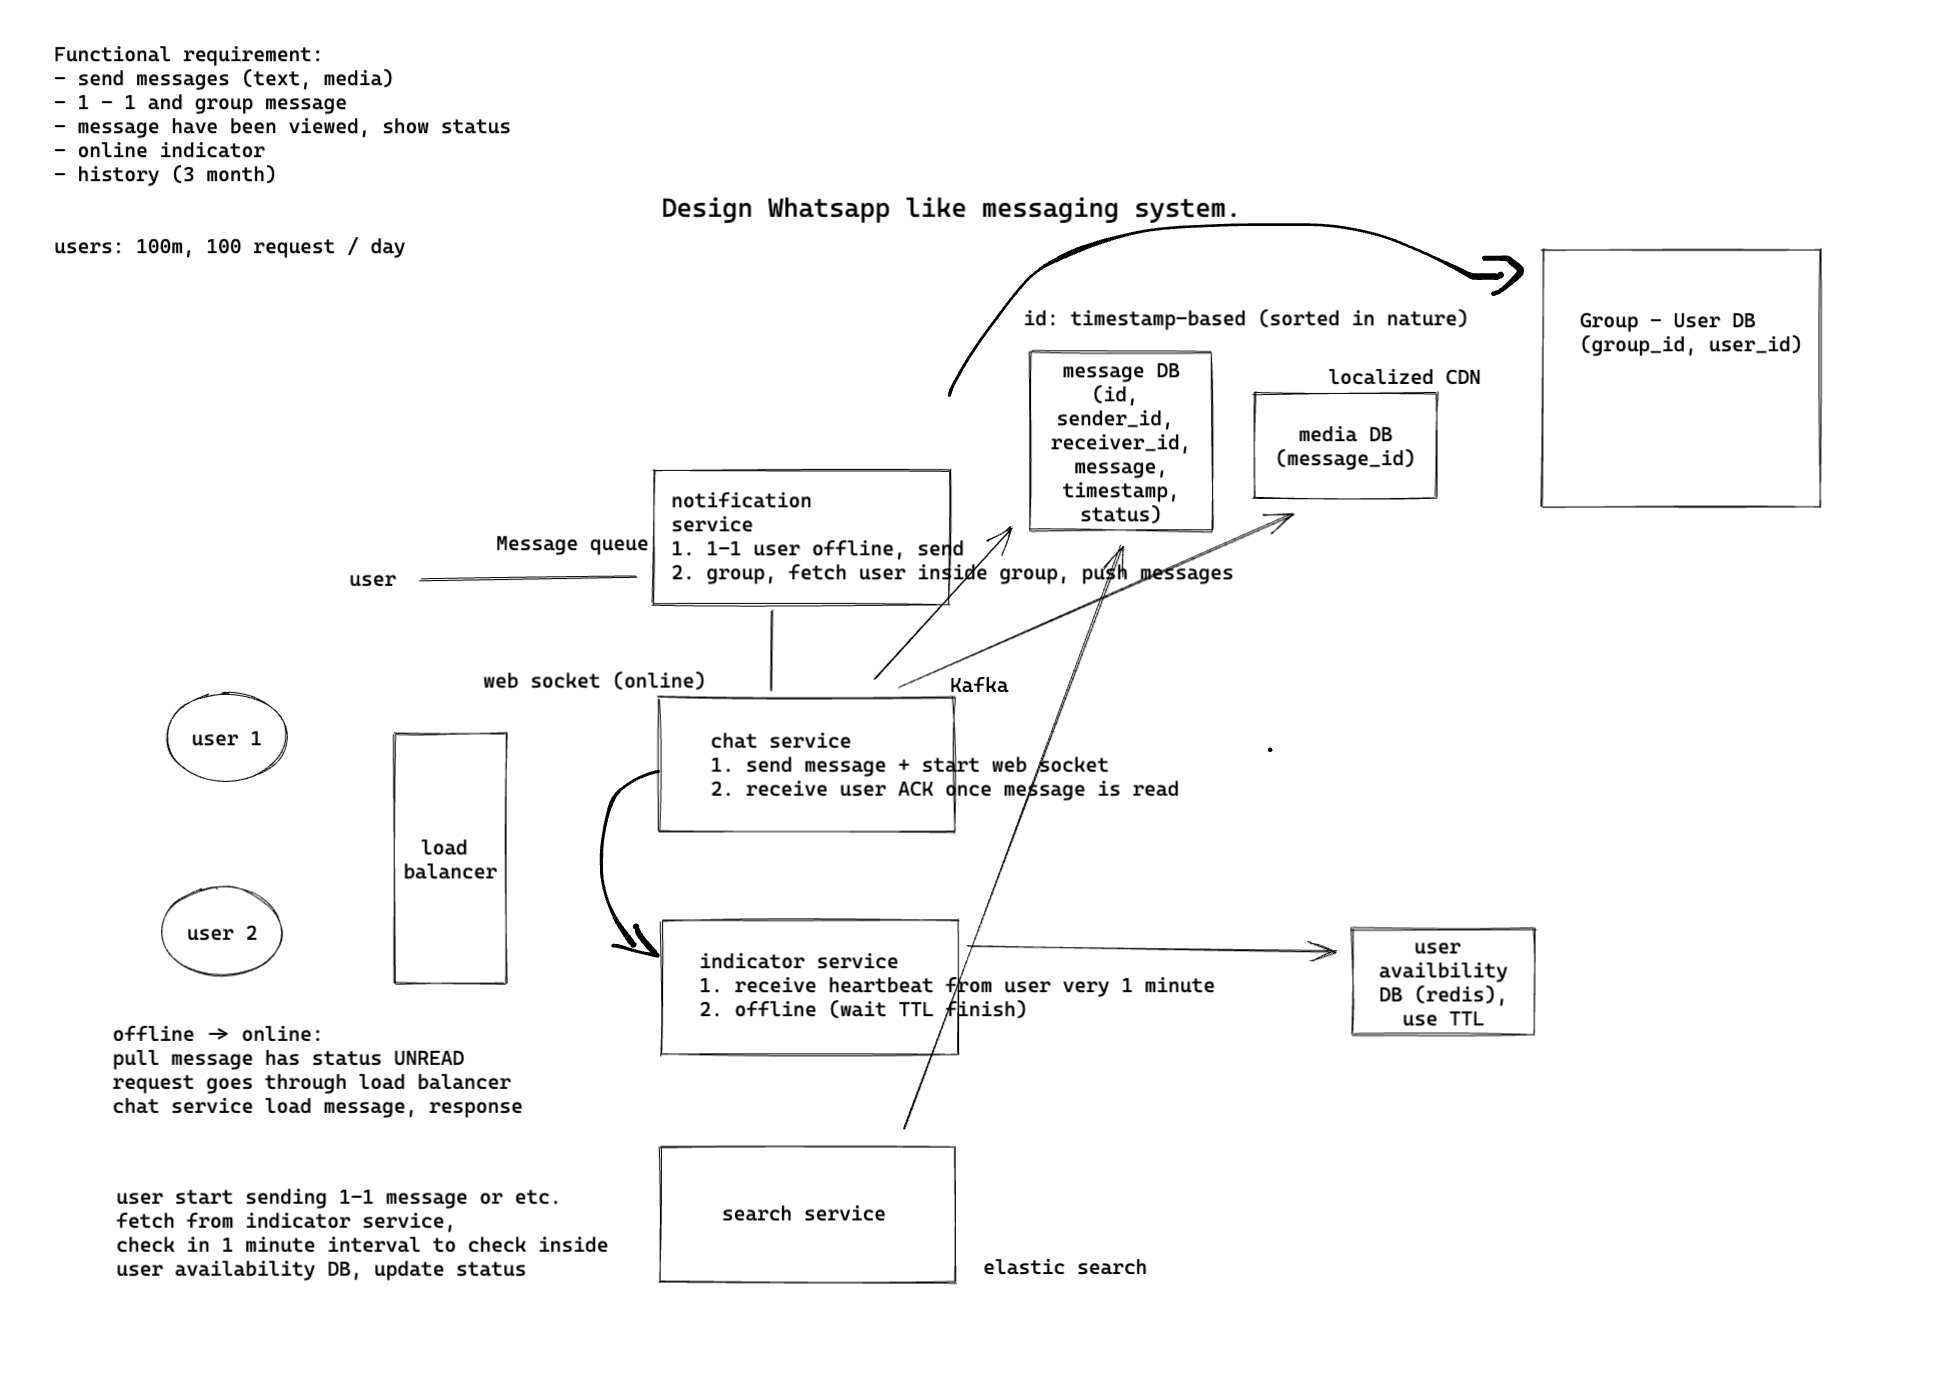 Functional requirement:
- send messages (text, media)
- 1 - 1 and group message
- message have been viewed, show status
- online indicator
- history (3 month)
users: 100m, 100 request / day
Design Whatsapp like messaging system.
id: timestamp-based (sorted in nature)
message DB
(id,
sender_id,
receiver_id,
message,
timestamp,
status)
localized CDN
media DB
(message_id)
Group - User DB
(group_id, user_id)
notification
service
1. 1-1 user offline, send
2. group, fetch user inside group, push messages
Message queue
user
web socket (online)
Kafka
chat service
1. send message + start web socket
2. receive user ACK once message is read
user 1
user 2
load
balancer
indicator service
1. receive heartbeat from user very 1 minute
2. offline (wait TTL finish)
user
availbility
DB (redis),
use TTL
offline → online:
pull message has status UNREAD
request goes through load balancer
chat service load message, response
user start sending 1-1 message or etc.
fetch from indicator service,
check in 1 minute interval to check inside
user availability DB, update status
search service
elastic search